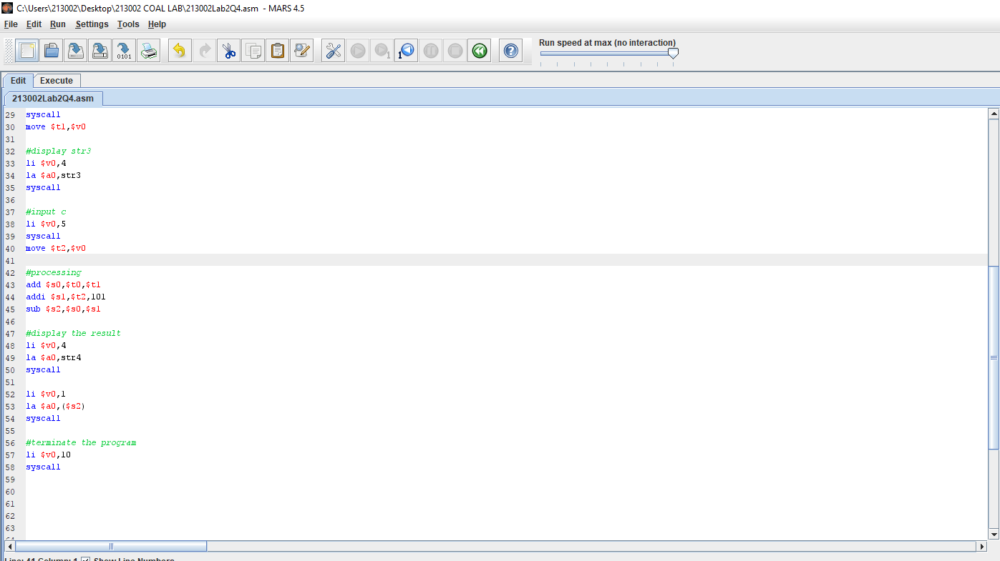 C:\Users\213002\Desktop\213002 COAL LAB\213002Lab2Q4.asm - MARS 4.5
File Edit Run Settings Tools Help
Run speed at max (no interaction)
Edit Execute
213002Lab2Q4.asm
29 syscall
30 move $t1,$v0
31
32 #display str3
33 li $v0,4
34 la $a0,str3
35 syscall
36
37 #input c
38 li $v0,5
39 syscall
40 move $t2,$v0
41
42 #processing
43 add $s0,$t0,$t1
44 addi $s1,$t2,101
45 sub $s2,$s0,$s1
46
47 #display the result
48 li $v0,4
49 la $a0,str4
50 syscall
51
52 li $v0,1
53 la $a0,($s2)
54 syscall
55
56 #terminate the program
57 li $v0,10
58 syscall
59
60
61
62
63
64
Line: 41 Column: 1 Show Line Numbers